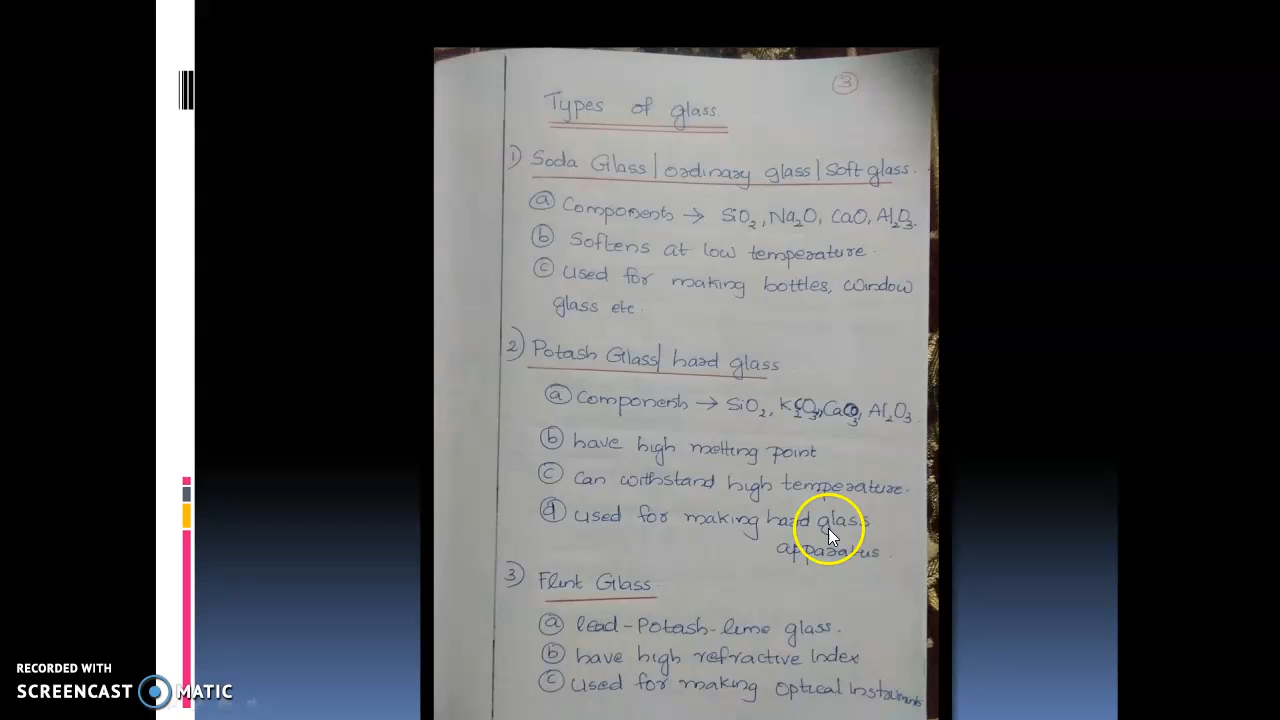 3
Types of glass
1) Soda Glass | ordinary glass | Soft glass.
a Components → SiO₂, Na₂O, CaO, Al₂O₃.
b Softens at low temperature.
c used for making bottles, window
glass etc.
2) Potash Glass | hard glass
a Components → SiO₂, K₂CO₃, CaCO₃, Al₂O₃.
b have high melting point
c can withstand high temperature.
d used for making hard glass
apparatus.
3) Flint Glass.
a lead-Potash-lime glass.
b have high refractive Index
c used for making Optical Instruments
RECORDED WITH
SCREENCAST MATIC